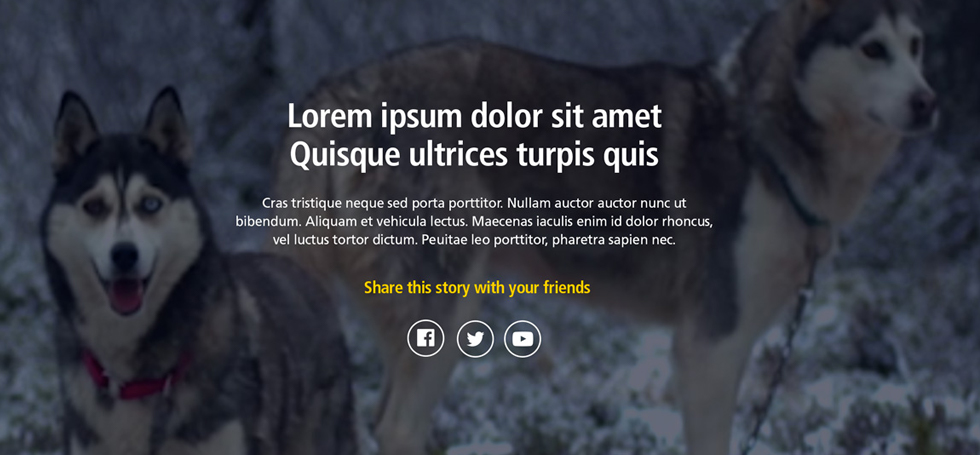 Lorem ipsum dolor sit amet
Quisque ultrices turpis quis
Cras tristique neque sed porta porttitor. Nullam auctor auctor nunc ut
bibendum. Aliquam et vehicula lectus. Maecenas iaculis enim id dolor rhoncus,
vel luctus tortor dictum. Peuitae leo porttitor, pharetra sapien nec.
Share this story with your friends